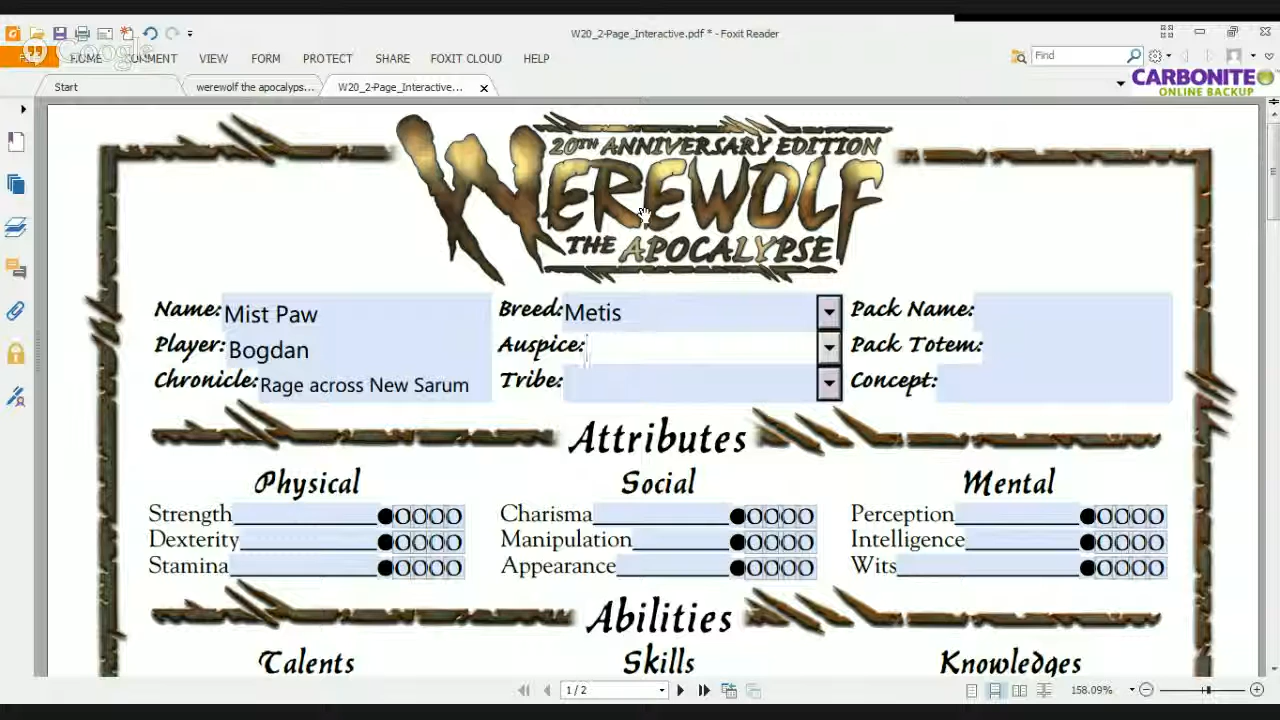 W20_2-Page_Interactive.pdf * - Foxit Reader
Google
HOME COMMENT VIEW FORM PROTECT SHARE FOXIT CLOUD HELP Find
Start werewolf the apocalyps... W20_2-Page_Interactive...
CARBONITE
ONLINE BACKUP
20TH ANNIVERSARY EDITION
WEREWOLF
THE APOCALYPSE
Name: Mist Paw Breed: Metis Pack Name:
Player: Bogdan Auspice: Pack Totem:
Chronicle: Rage across New Sarum Tribe: Concept:
Attributes
Physical Social Mental
Strength Charisma Perception
Dexterity Manipulation Intelligence
Stamina Appearance Wits
Abilities
Talents Skills Knowledges
1 / 2 158.09%